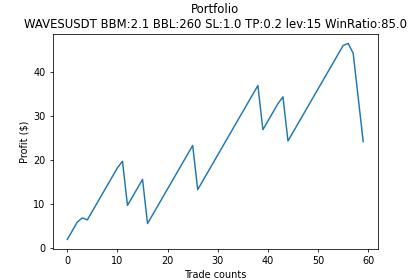 Portfolio
WAVESUSDT BBM:2.1 BBL:260 SL:1.0 TP:0.2 lev:15 WinRatio:85.0
Profit ($)
40
30
20
10
0
0 10 20 30 40 50 60
Trade counts